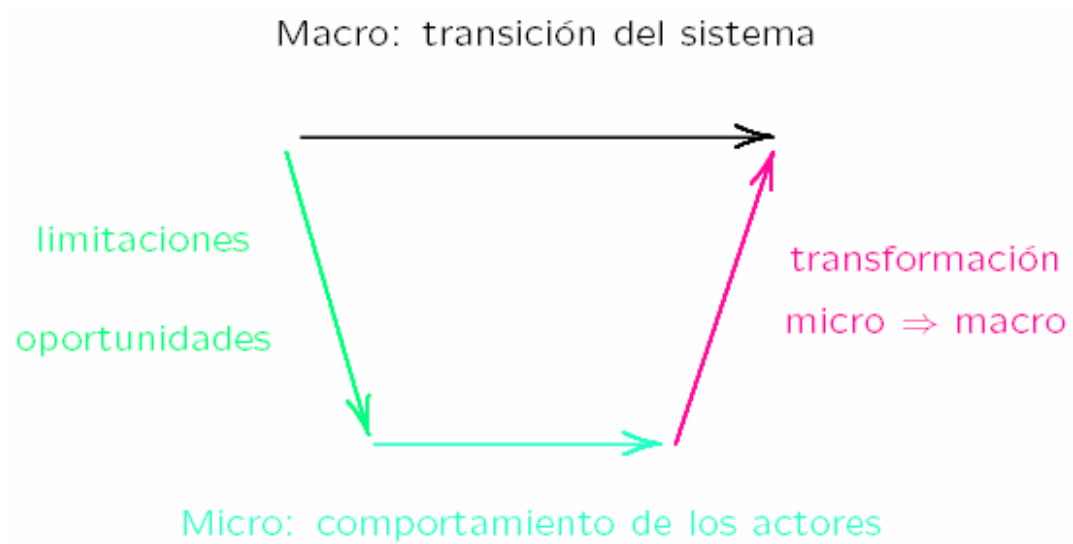 Macro: transición del sistema
limitaciones
oportunidades
transformación
micro ⇒ macro
Micro: comportamiento de los actores